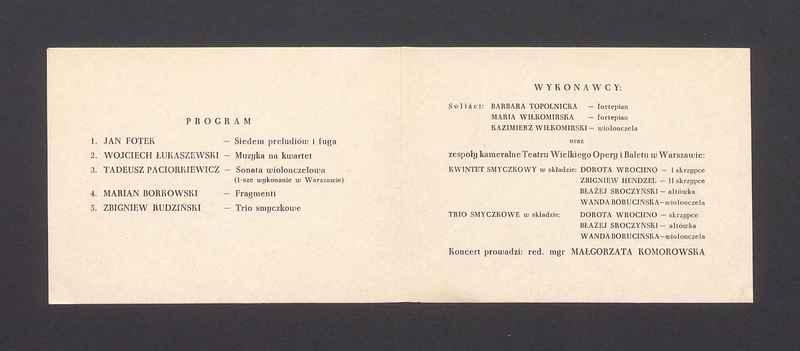 PROGRAM
1. JAN FOTEK — Siedem preludiów i fuga
2. WOJCIECH ŁUKASZEWSKI — Muzyka na kwartet
3. TADEUSZ PACIORKIEWICZ — Sonata wiolonczelowa
(1-sze wykonanie w Warszawie)
4. MARIAN BORKOWSKI — Fragmenti
5. ZBIGNIEW RUDZIŃSKI — Trio smyczkowe
WYKONAWCY:
Soliści: BARBARA TOPOLNICKA — fortepian
MARIA WIŁKOMIRSKA — fortepian
KAZIMIERZ WIŁKOMIRSKI — wiolonczela
oraz
zespoły kameralne Teatru Wielkiego Opery i Baletu w Warszawie:
KWINTET SMYCZKOWY w składzie: DOROTA WROCHNO — I skrzypce
ZBIGNIEW HENDZEL — II skrzypce
BŁAŻEJ SROCZYŃSKI — altówka
WANDA BORUCIŃSKA — wiolonczela
TRIO SMYCZKOWE w składzie: DOROTA WROCHNO — skrzypce
BŁAŻEJ SROCZYŃSKI — altówka
WANDA BORUCIŃSKA — wiolonczela
Koncert prowadzi: red. mgr MAŁGORZATA KOMOROWSKA